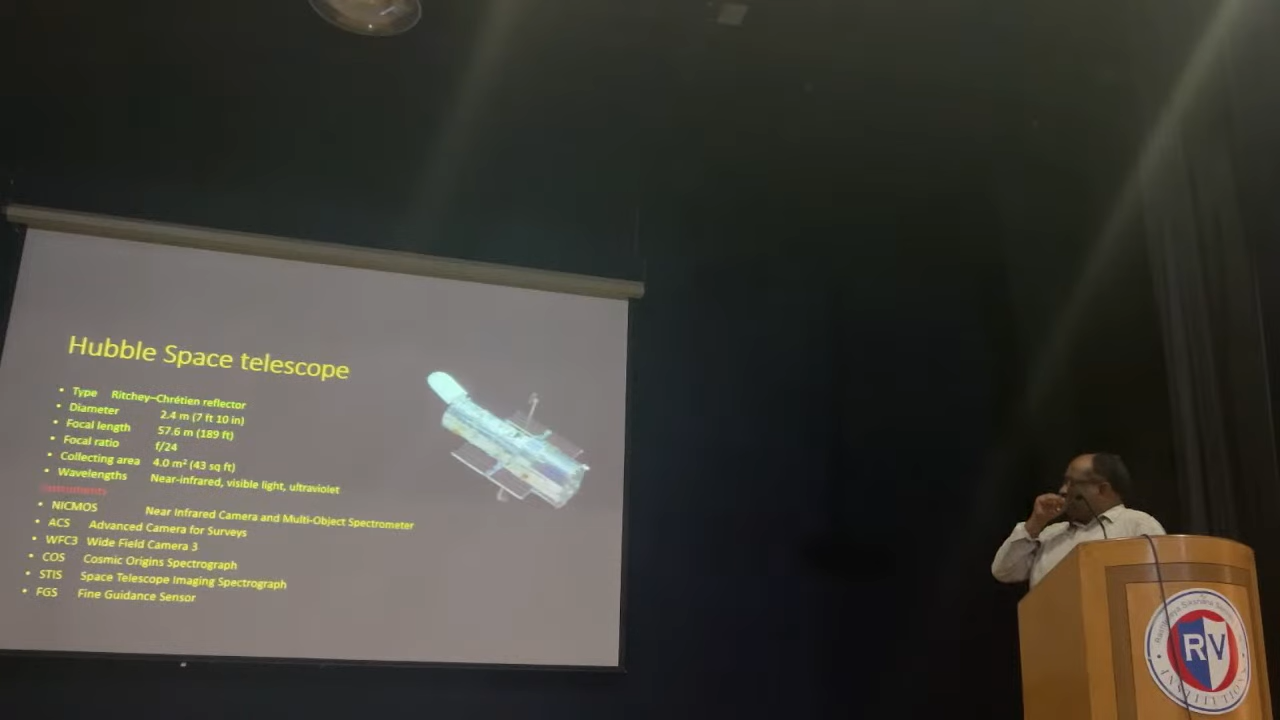 Hubble Space telescope
• Type Ritchey–Chrétien reflector
• Diameter 2.4 m (7 ft 10 in)
• Focal length 57.6 m (189 ft)
• Focal ratio f/24
• Collecting area 4.0 m² (43 sq ft)
• Wavelengths Near-infrared, visible light, ultraviolet
Instruments
• NICMOS Near Infrared Camera and Multi-Object Spectrometer
• ACS Advanced Camera for Surveys
• WFC3 Wide Field Camera 3
• COS Cosmic Origins Spectrograph
• STIS Space Telescope Imaging Spectrograph
• FGS Fine Guidance Sensor
RV
INSTITUTIONS